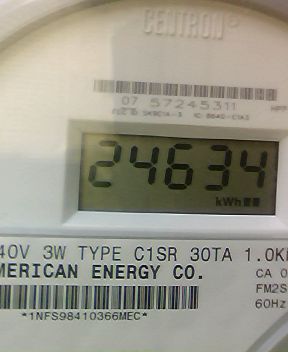 CENTRON®
07 57245311
24634
kWh
40V 3W TYPE C1SR 30TA 1.0K
MERICAN ENERGY CO.
CA 0
FM2S
60Hz
*1NFS98410366MEC*